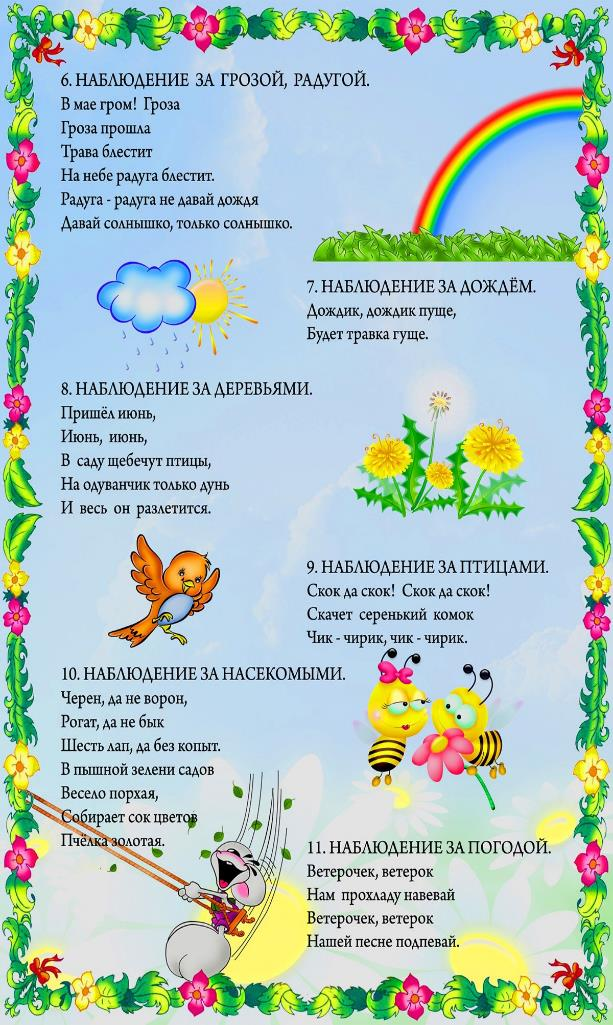 6. НАБЛЮДЕНИЕ ЗА ГРОЗОЙ, РАДУГОЙ.
В мае гром! Гроза
Гроза прошла
Трава блестит
На небе радуга блестит.
Радуга - радуга не давай дождя
Давай солнышко, только солнышко.
7. НАБЛЮДЕНИЕ ЗА ДОЖДЁМ.
Дождик, дождик пуще,
Будет травка гуще.
8. НАБЛЮДЕНИЕ ЗА ДЕРЕВЬЯМИ.
Пришёл июнь,
Июнь, июнь,
В саду щебечут птицы,
На одуванчик только дунь
И весь он разлетится.
9. НАБЛЮДЕНИЕ ЗА ПТИЦАМИ.
Скок да скок! Скок да скок!
Скачет серенький комок
Чик - чирик, чик - чирик.
10. НАБЛЮДЕНИЕ ЗА НАСЕКОМЫМИ.
Черен, да не ворон,
Рогат, да не бык
Шесть лап, да без копыт.
В пышной зелени садов
Весело порхая,
Собирает сок цветов
Пчёлка золотая.
11. НАБЛЮДЕНИЕ ЗА ПОГОДОЙ.
Ветерочек, ветерок
Нам прохладу навевай
Ветерочек, ветерок
Нашей песне подпевай.